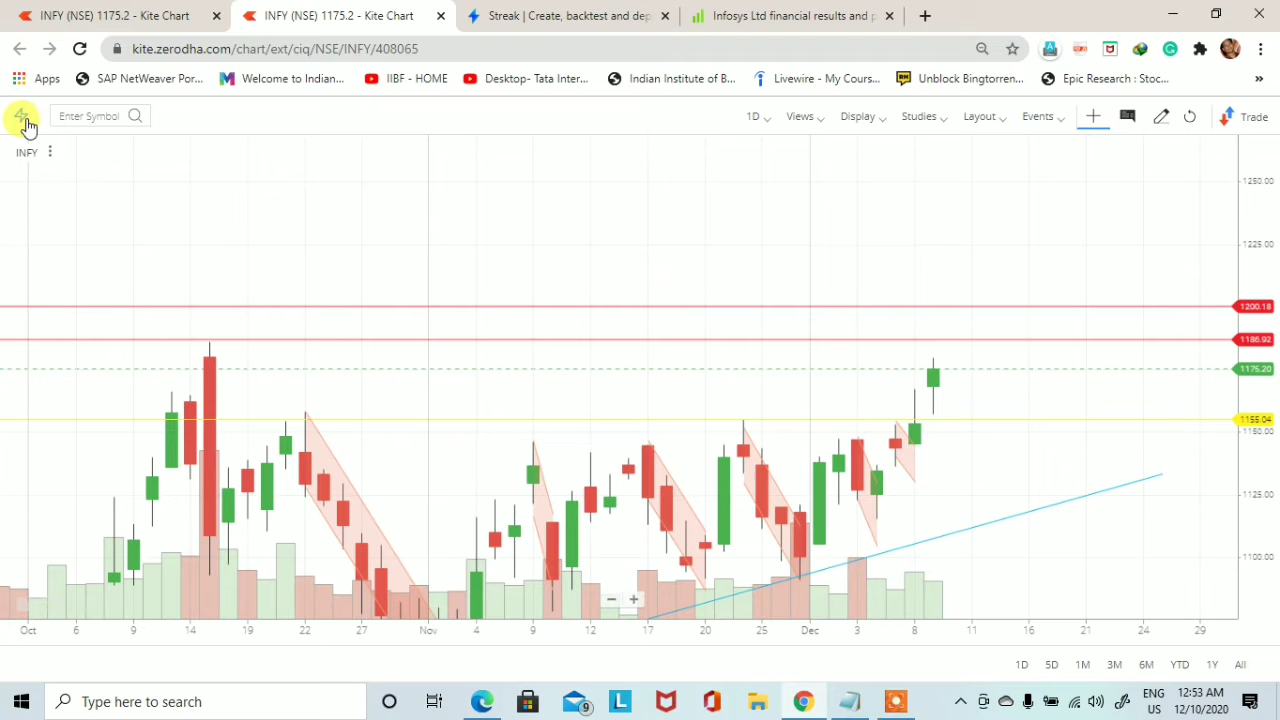 INFY (NSE) 1175.2 - Kite Chart
INFY (NSE) 1175.2 - Kite Chart
Streak | Create, backtest and dep
Infosys Ltd financial results and p
kite.zerodha.com/chart/ext/ciq/NSE/INFY/408065
Apps
SAP NetWeaver Por...
Welcome to Indian...
IIBF - HOME
Desktop- Tata Inter...
Indian Institute of B...
Livewire - My Cours...
Unblock Bingtorren...
Epic Research : Stoc...
»
Enter Symbol
1D
Views
Display
Studies
Layout
Events
Trade
INFY
1250.00
1225.00
1200.18
1186.92
1175.20
1155.04
1150.00
1125.00
1100.00
Oct 6 9 14 19 22 27 Nov 4 9 12 17 20 25 Dec 3 8 11 16 21 24 29
1D 5D 1M 3M 6M YTD 1Y All
Type here to search
9
ENG
US
12:53 AM
12/10/2020